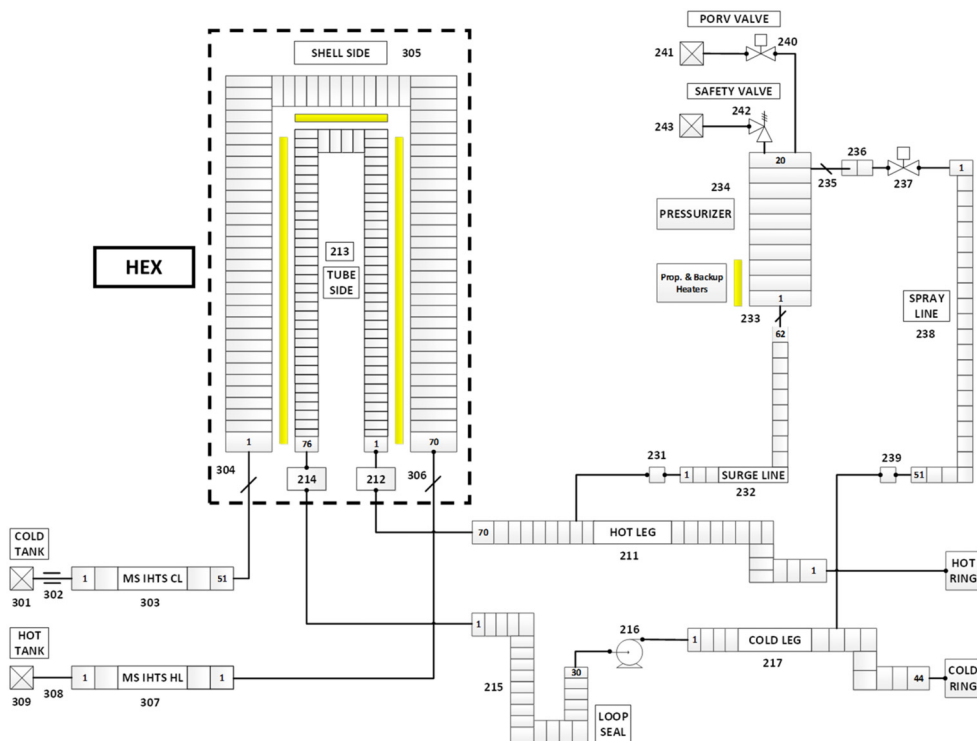 PORV VALVE
SHELL SIDE 305
241 240
SAFETY VALVE
242
243
20 236 1
234 235 237
PRESSURIZER
213
HEX TUBE SIDE
Prop. & Backup
Heaters
SPRAY
LINE
1
233 238
62
1 76 1 70
304 306
214 212
231 239
1 SURGE LINE 51
232
COLD
TANK
70 HOT LEG
211
1 MS IHTS CL 51 1
301 302 303
HOT
RING
HOT
TANK
1 216 1 COLD LEG
217
1 MS IHTS HL 1
309 308 307
215 30 44
COLD
RING
LOOP
SEAL